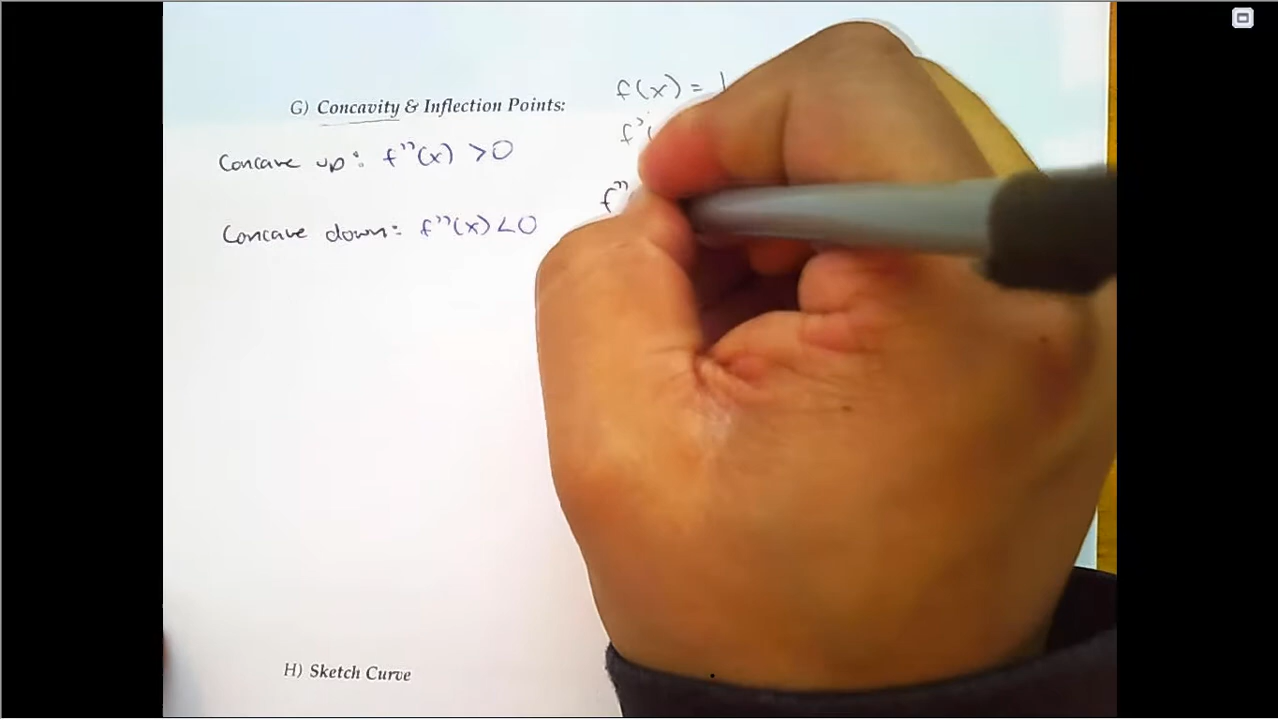 G) Concavity & Inflection Points:
f(x) =
Concave up: f''(x) >0
Concave down: f''(x) <0
H) Sketch Curve